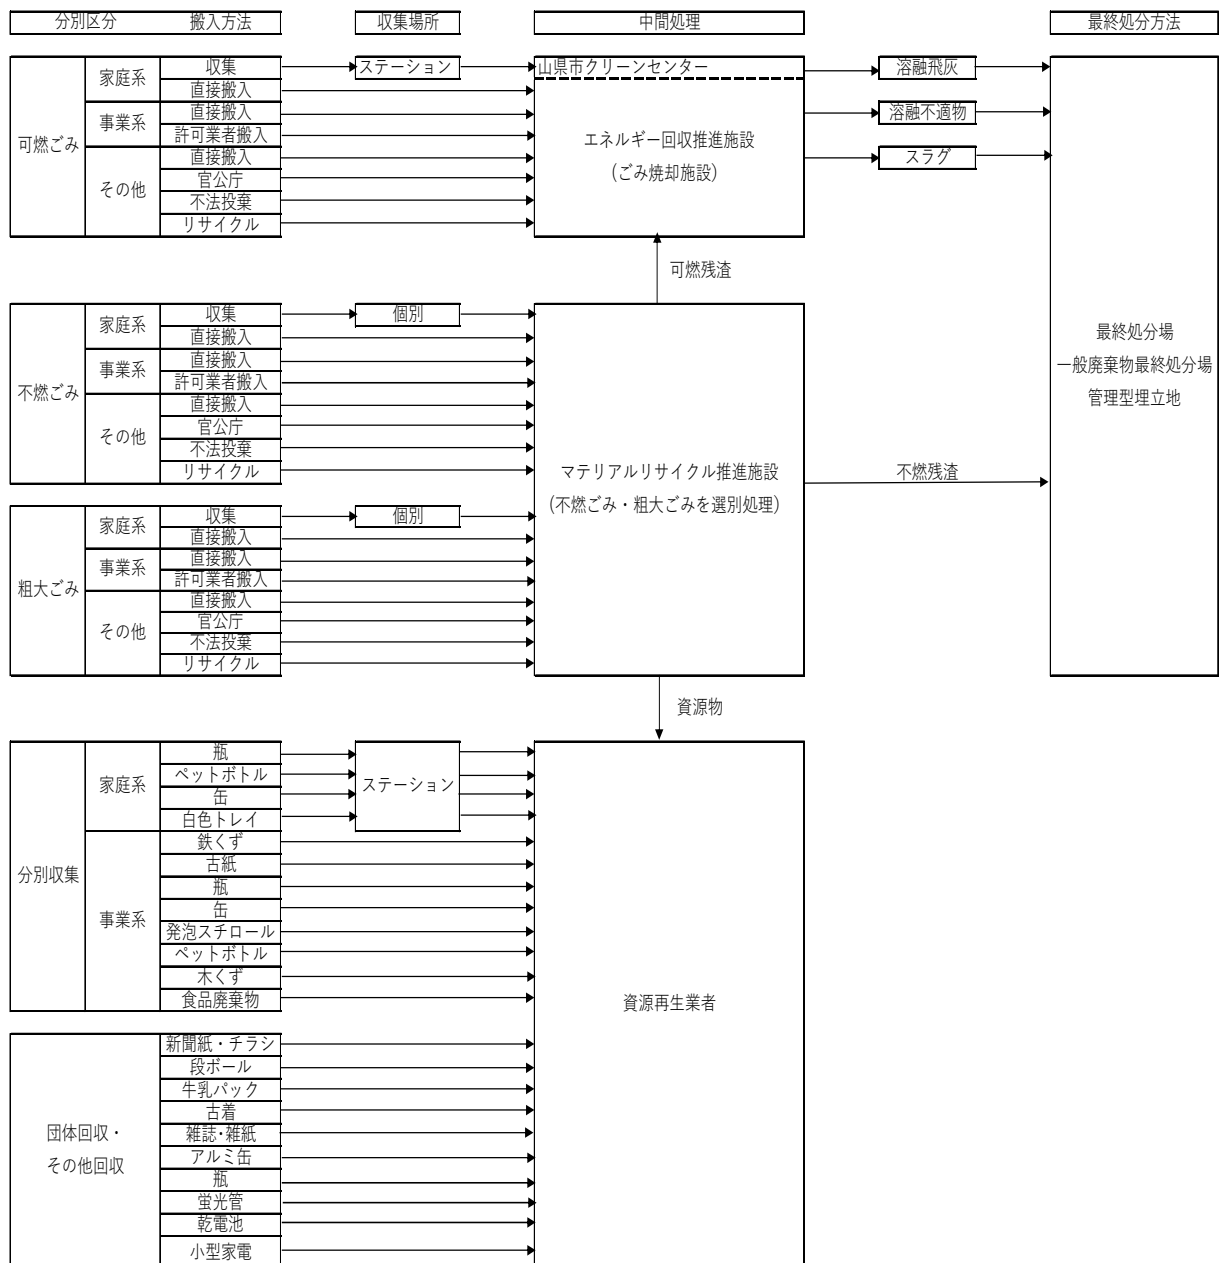 分別区分 搬入方法 収集場所 中間処理 最終処分方法
可燃ごみ
家庭系
収集
ステーション
直接搬入
事業系
直接搬入
許可業者搬入
その他
直接搬入
官公庁
不法投棄
リサイクル
山県市クリーンセンター
エネルギー回収推進施設
(ごみ焼却施設)
溶融飛灰
溶融不適物
スラグ
可燃残渣
不燃ごみ
家庭系
収集
個別
直接搬入
事業系
直接搬入
許可業者搬入
その他
直接搬入
官公庁
不法投棄
リサイクル
粗大ごみ
家庭系
収集
個別
直接搬入
事業系
直接搬入
許可業者搬入
その他
直接搬入
官公庁
不法投棄
リサイクル
マテリアルリサイクル推進施設
(不燃ごみ・粗大ごみを選別処理)
不燃残渣
最終処分場
一般廃棄物最終処分場
管理型埋立地
資源物
分別収集
家庭系
瓶
ペットボトル
缶
白色トレイ
ステーション
事業系
鉄くず
古紙
瓶
缶
発泡スチロール
ペットボトル
木くず
食品廃棄物
資源再生業者
団体回収・
その他回収
新聞紙・チラシ
段ボール
牛乳パック
古着
雑誌・雑紙
アルミ缶
瓶
蛍光管
乾電池
小型家電